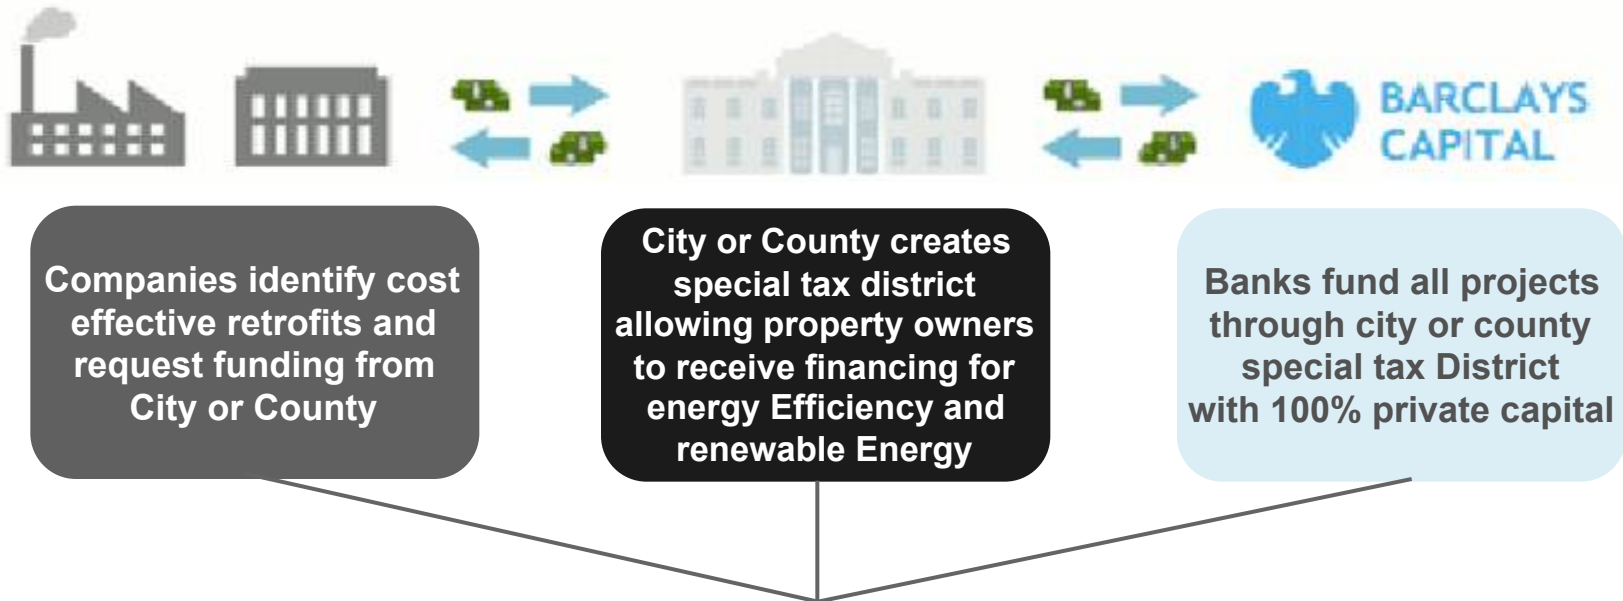 BARCLAYS
CAPITAL
Companies identify cost
effective retrofits and
request funding from
City or County
City or County creates
special tax district
allowing property owners
to receive financing for
energy Efficiency and
renewable Energy
Banks fund all projects
through city or county
special tax District
with 100% private capital